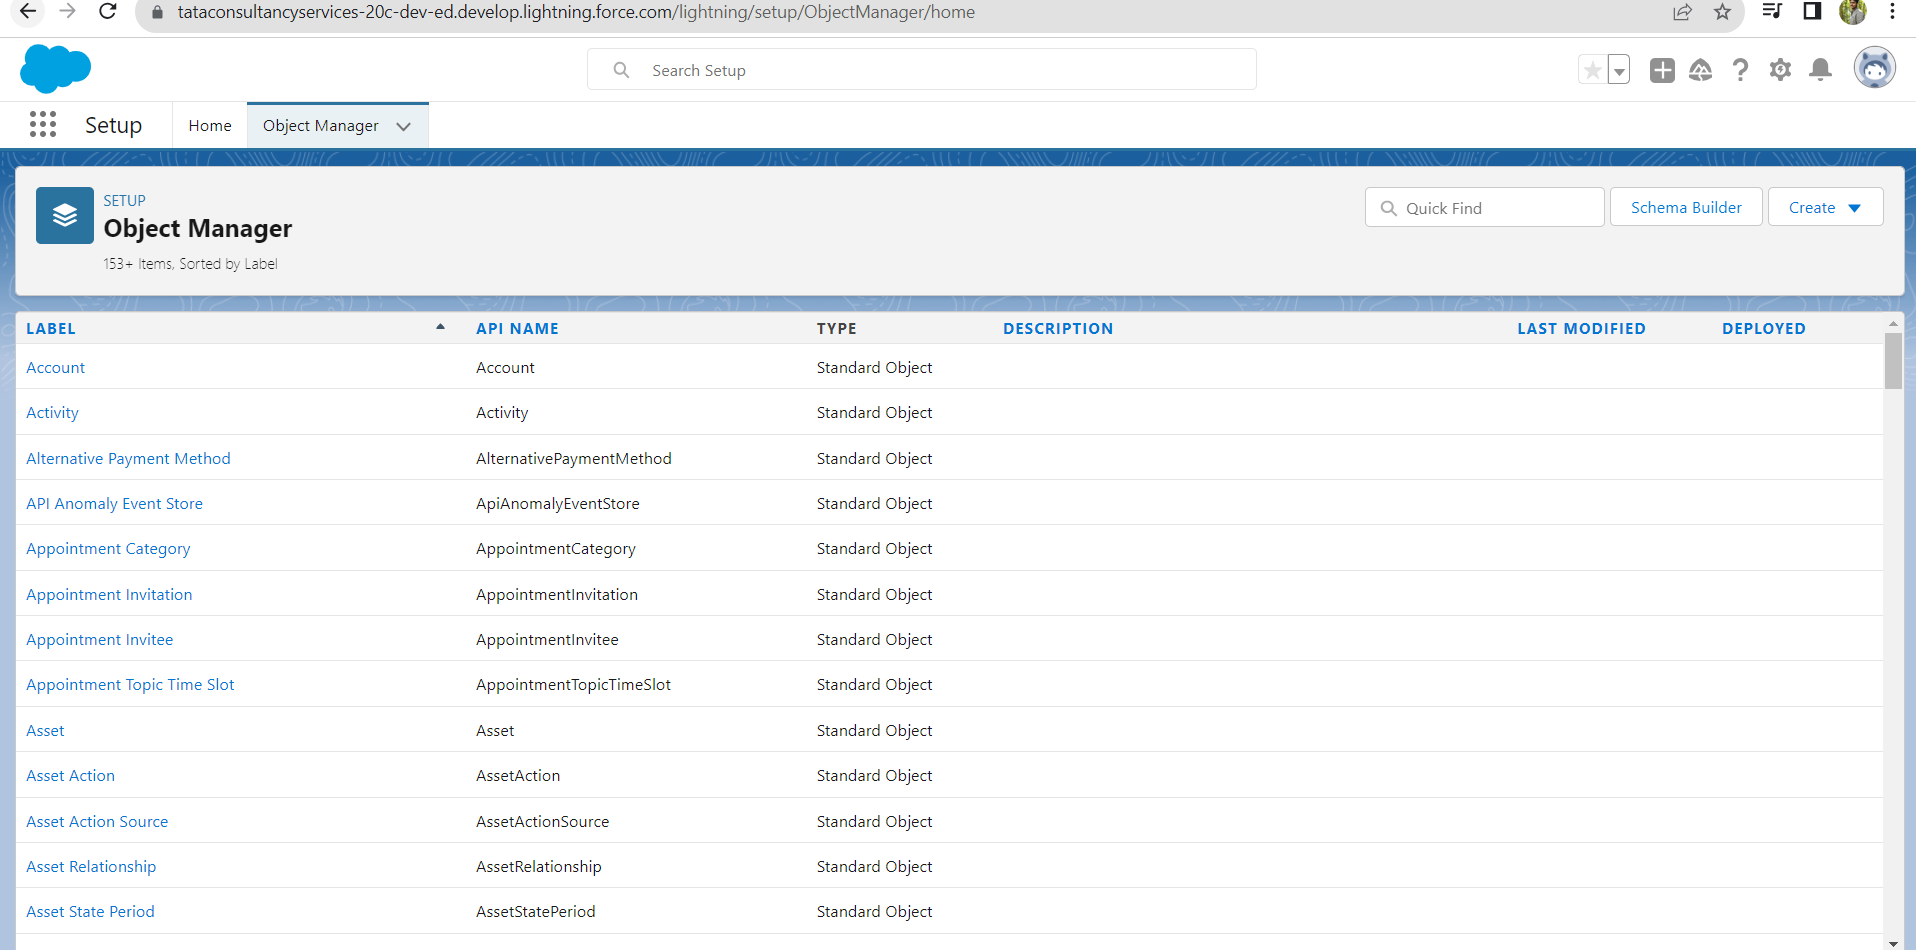 tataconsultancyservices-20c-dev-ed.develop.lightning.force.com/lightning/setup/ObjectManager/home
Search Setup
Setup Home Object Manager
SETUP
Object Manager
153+ Items, Sorted by Label
Quick Find Schema Builder Create
LABEL API NAME TYPE DESCRIPTION LAST MODIFIED DEPLOYED
Account Account Standard Object
Activity Activity Standard Object
Alternative Payment Method AlternativePaymentMethod Standard Object
API Anomaly Event Store ApiAnomalyEventStore Standard Object
Appointment Category AppointmentCategory Standard Object
Appointment Invitation AppointmentInvitation Standard Object
Appointment Invitee AppointmentInvitee Standard Object
Appointment Topic Time Slot AppointmentTopicTimeSlot Standard Object
Asset Asset Standard Object
Asset Action AssetAction Standard Object
Asset Action Source AssetActionSource Standard Object
Asset Relationship AssetRelationship Standard Object
Asset State Period AssetStatePeriod Standard Object